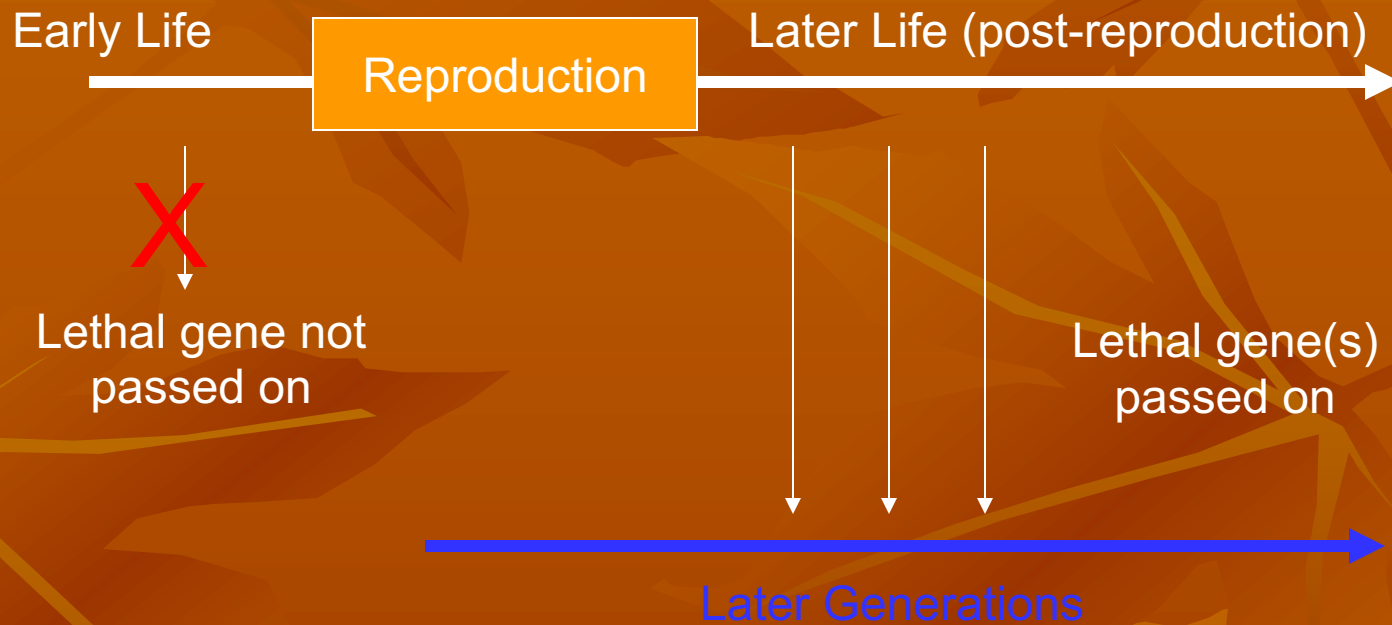 Early Life
Reproduction
Later Life (post-reproduction)
X
Lethal gene not
passed on
Lethal gene(s)
passed on
Later Generations